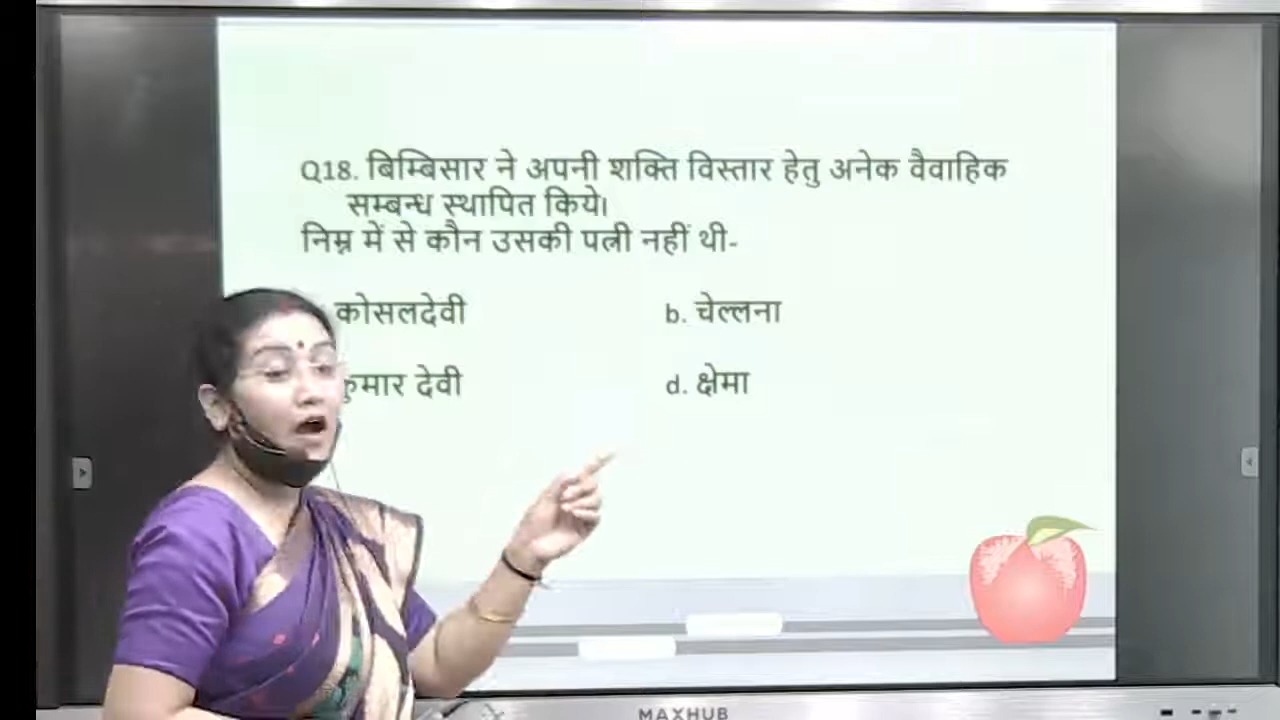 Q18. बिम्बिसार ने अपनी शक्ति विस्तार हेतु अनेक वैवाहिक
सम्बन्ध स्थापित किये।
निम्न में से कौन उसकी पत्नी नहीं थी-
कोसलदेवी b. चेल्लना
कुमार देवी d. क्षेमा
MAXHUB